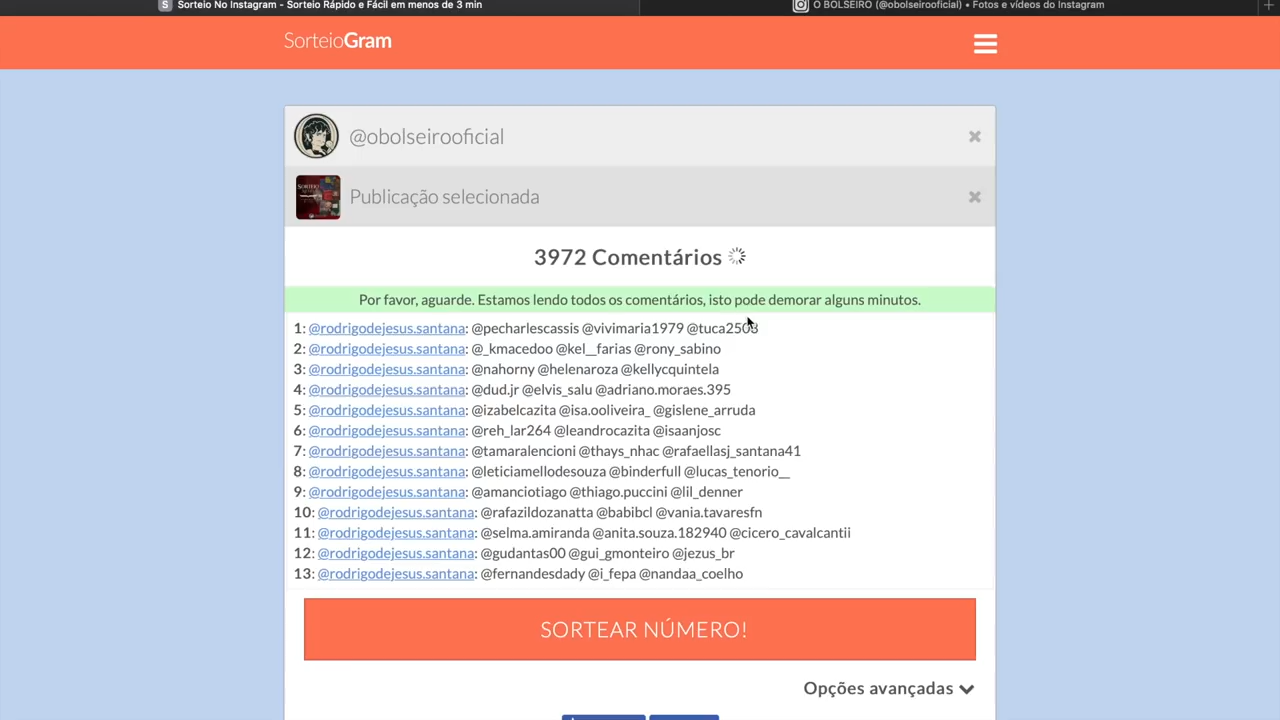 S Sorteio No Instagram - Sorteio Rápido e Fácil em menos de 3 min
O BOLSEIRO (@obolseirooficial) • Fotos e vídeos do Instagram
SorteioGram
@obolseirooficial
Publicação selecionada
3972 Comentários
Por favor, aguarde. Estamos lendo todos os comentários, isto pode demorar alguns minutos.
1: @rodrigodejesus.santana: @pecharlescassis @vivimaria1979 @tuca2508
2: @rodrigodejesus.santana: @_kmacedoo @kel__farias @rony_sabino
3: @rodrigodejesus.santana: @nahorny @helenaroza @kellycquintela
4: @rodrigodejesus.santana: @dud.jr @elvis_salu @adriano.moraes.395
5: @rodrigodejesus.santana: @izabelcazita @isa.ooliveira_ @gislene_arruda
6: @rodrigodejesus.santana: @reh_lar264 @leandrocazita @isaanjosc
7: @rodrigodejesus.santana: @tamaralencioni @thays_nhac @rafaellasj_santana41
8: @rodrigodejesus.santana: @leticiamellodesouza @binderfull @lucas_tenorio__
9: @rodrigodejesus.santana: @amanciotiago @thiago.puccini @lil_denner
10: @rodrigodejesus.santana: @rafazildozanatta @babibcl @vania.tavaresfn
11: @rodrigodejesus.santana: @selma.amiranda @anita.souza.182940 @cicero_cavalcantii
12: @rodrigodejesus.santana: @gudantas00 @gui_gmonteiro @jezus_br
13: @rodrigodejesus.santana: @fernandesdady @i_fepa @nandaa_coelho
SORTEAR NÚMERO!
Opções avançadas